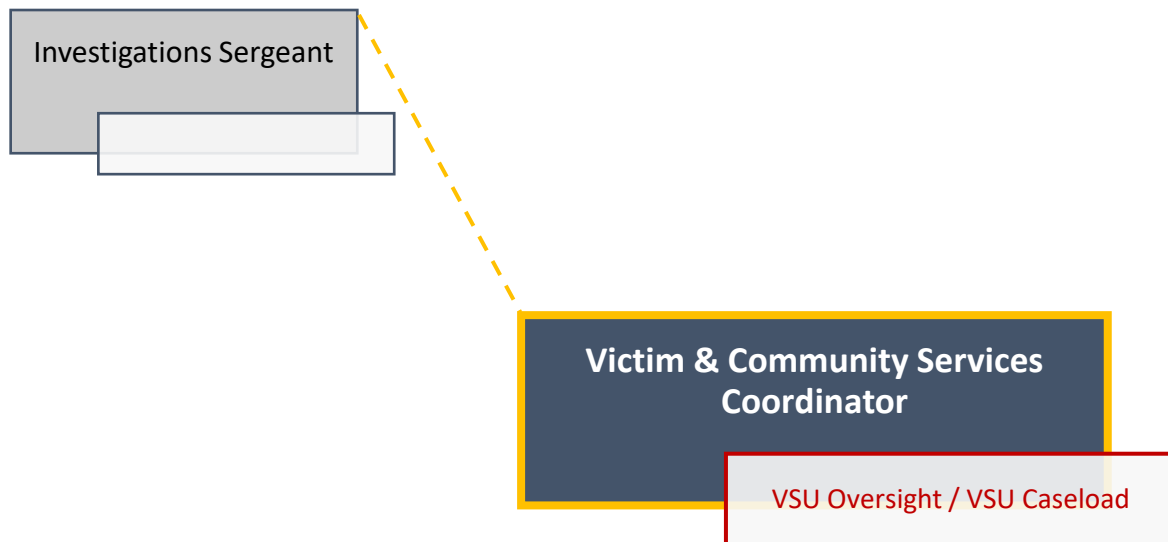 Investigations Sergeant
Victim & Community Services
Coordinator
VSU Oversight / VSU Caseload